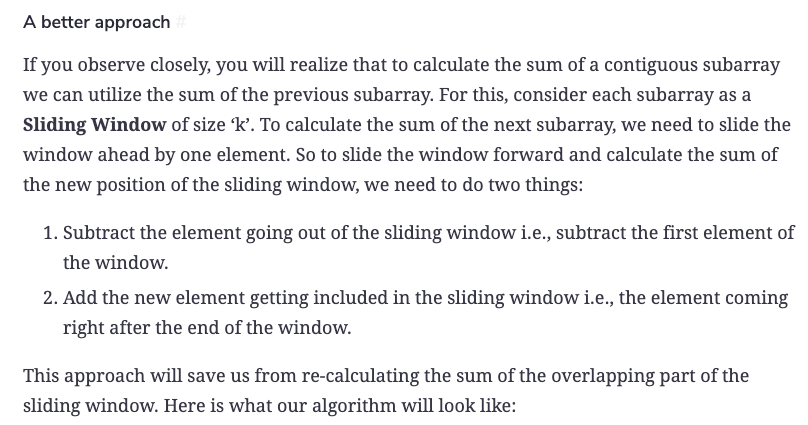 A better approach #
If you observe closely, you will realize that to calculate the sum of a contiguous subarray
we can utilize the sum of the previous subarray. For this, consider each subarray as a
Sliding Window of size ‘k’. To calculate the sum of the next subarray, we need to slide the
window ahead by one element. So to slide the window forward and calculate the sum of
the new position of the sliding window, we need to do two things:
1. Subtract the element going out of the sliding window i.e., subtract the first element of
the window.
2. Add the new element getting included in the sliding window i.e., the element coming
right after the end of the window.
This approach will save us from re-calculating the sum of the overlapping part of the
sliding window. Here is what our algorithm will look like: